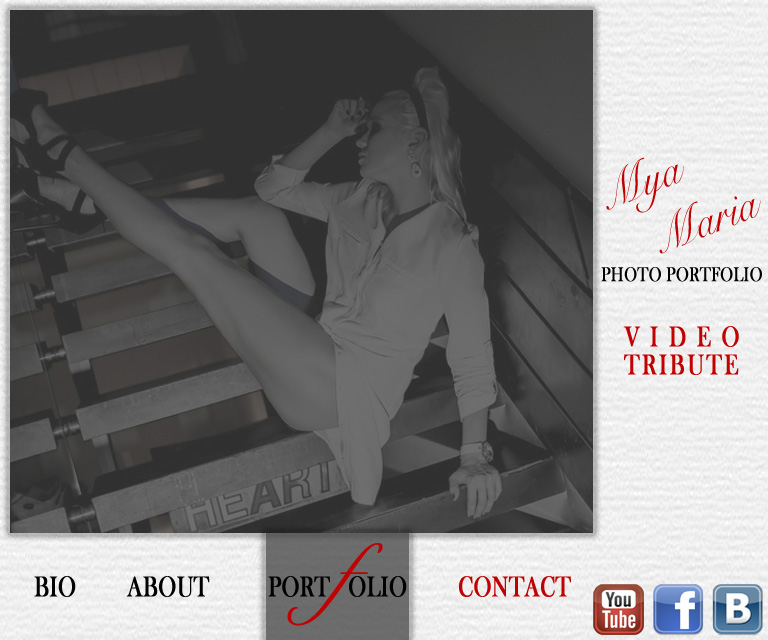 Mya
Maria
PHOTO PORTFOLIO
VIDEO
TRIBUTE
HEART
BIO
ABOUT
PORTfOLIO
CONTACT
You
Tube
f
B